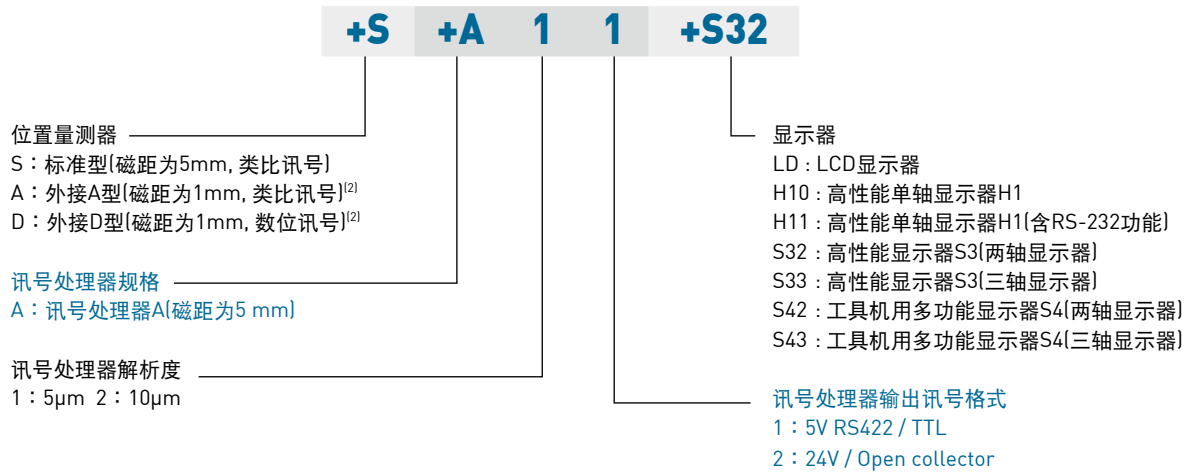 +S +A 1 1 +S32
位置量测器
S：标准型(磁距为5mm, 类比讯号)
A：外接A型(磁距为1mm, 类比讯号)(2)
D：外接D型(磁距为1mm, 数位讯号)(2)
讯号处理器规格
A：讯号处理器A(磁距为5 mm)
讯号处理器解析度
1：5μm 2：10μm
显示器
LD : LCD显示器
H10 : 高性能单轴显示器H1
H11 : 高性能单轴显示器H1(含RS-232功能)
S32 : 高性能显示器S3(两轴显示器)
S33 : 高性能显示器S3(三轴显示器)
S42 : 工具机用多功能显示器S4(两轴显示器)
S43 : 工具机用多功能显示器S4(三轴显示器)
讯号处理器输出讯号格式
1：5V RS422 / TTL
2：24V / Open collector